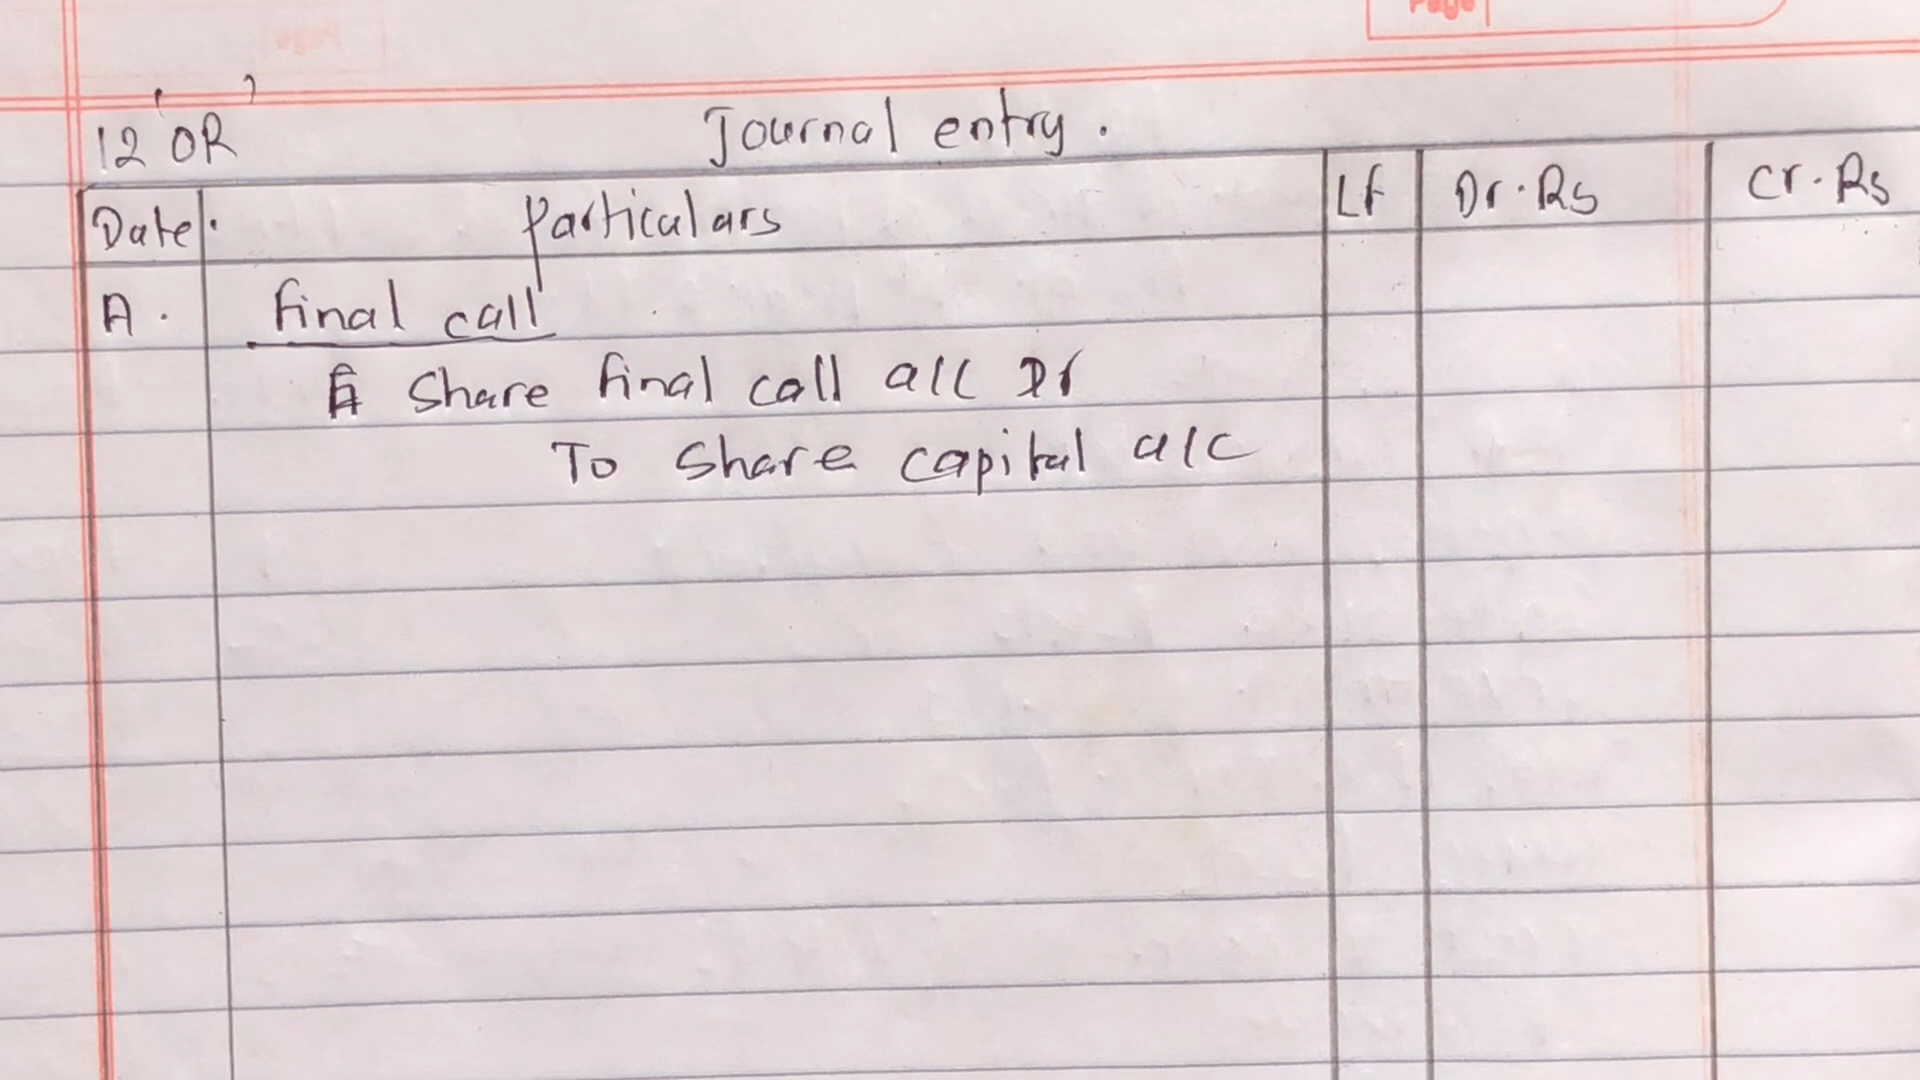 Page
12 OR Journal entry.
Date. Particulars Lf Dr. Rs Cr. Rs
A. final call
Share final call a/c Dr
To Share capital a/c